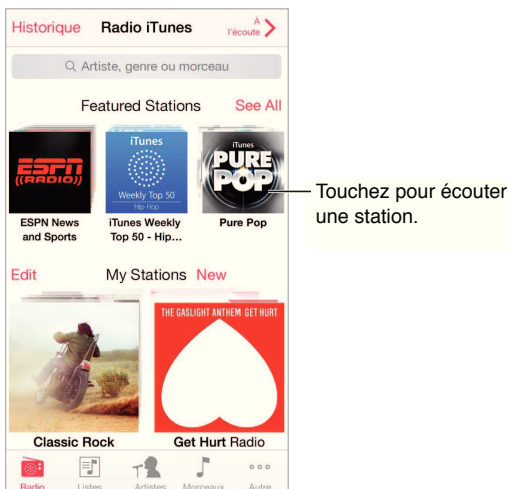 Historique Radio iTunes À l'écoute
Artiste, genre ou morceau
Featured Stations See All
ESPN
((RADIO))
iTunes
Weekly Top 50
Hip-Hop
iTunes
PURE
POP
ESPN News
and Sports
iTunes Weekly
Top 50 - Hip...
Pure Pop
Touchez pour écouter
une station.
Edit My Stations New
THE GASLIGHT ANTHEM GET HURT
Classic Rock
Get Hurt Radio
Radio Listes Artistes Morceaux Autre